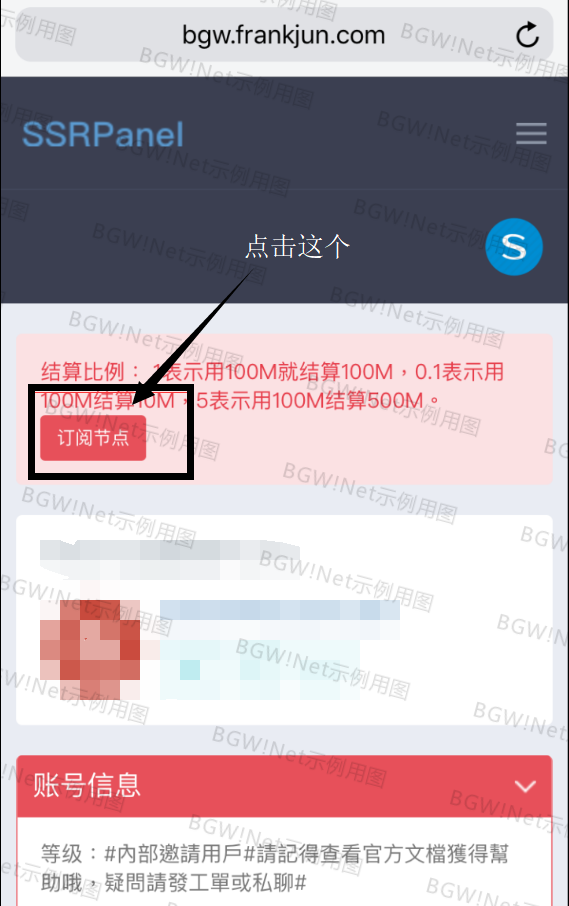 bgw.frankjun.com
SSRPanel
点击这个
S
结算比例：1表示用100M就结算100M，0.1表示用
100M结算10M，5表示用100M结算500M。
订阅节点
账号信息
等级：#內部邀請用戶#請記得查看官方文檔獲得幫
助哦，疑問請發工單或私聊#
BGW!Net示例用图